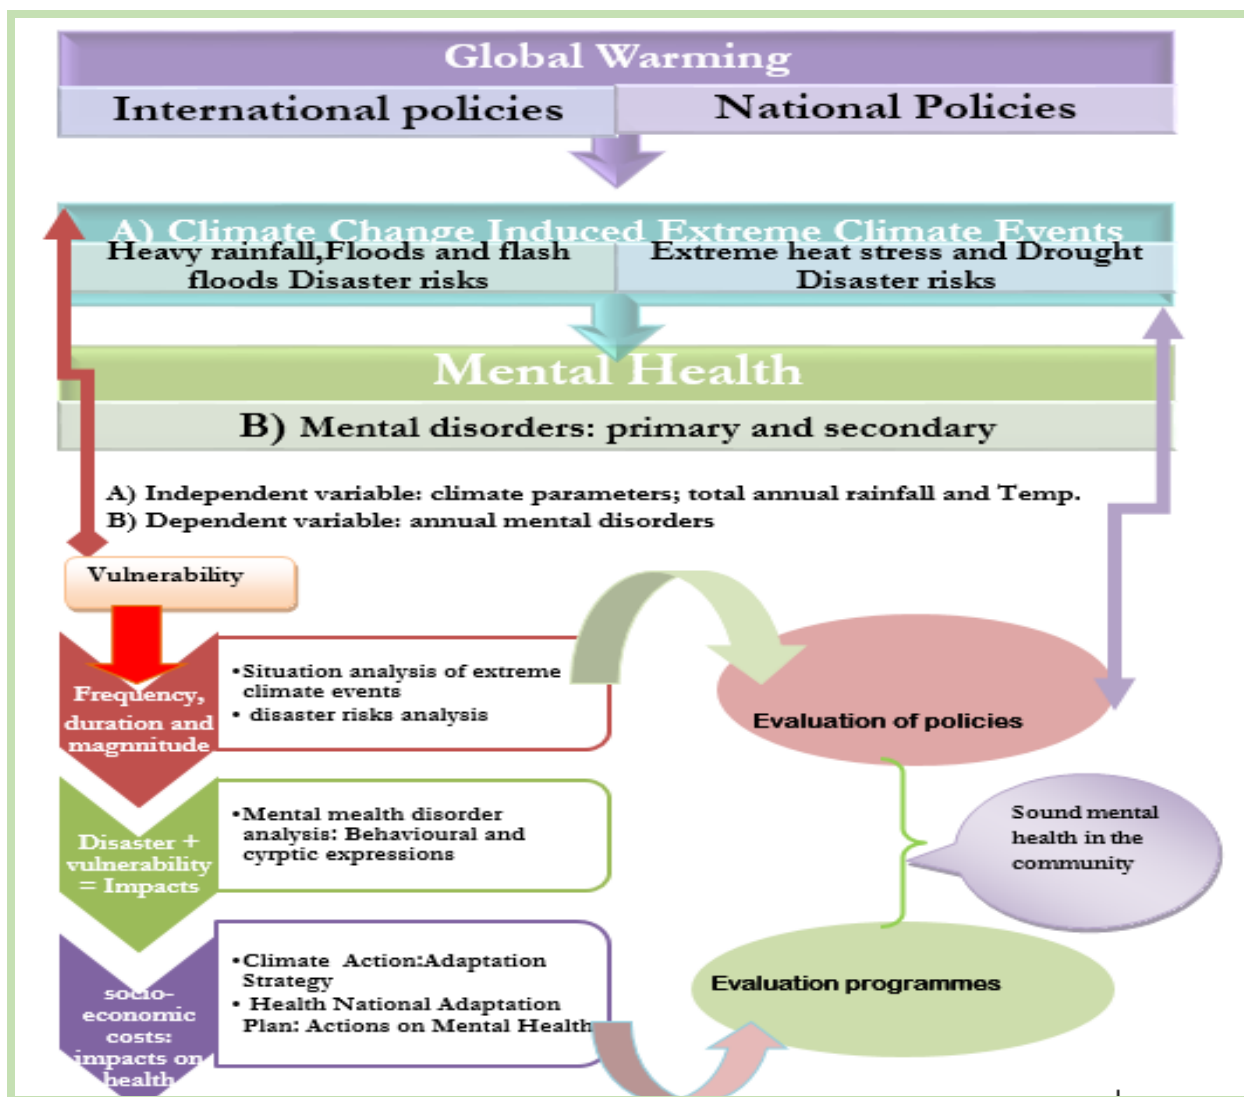 Global Warming
International policies
National Policies
A) Climate Change Induced Extreme Climate Events
Heavy rainfall,Floods and flash
floods Disaster risks
Extreme heat stress and Drought
Disaster risks
Mental Health
B) Mental disorders: primary and secondary
A) Independent variable: climate parameters; total annual rainfall and Temp.
B) Dependent variable: annual mental disorders
Vulnerability
Frequency,
duration and
magnnitude
•Situation analysis of extreme
climate events
• disaster risks analysis
Evaluation of policies
Disaster +
vulnerability
= Impacts
•Mental mealth disorder
analysis: Behavioural and
cyrptic expressions
Sound mental
health in the
community
socio-
economic
costs:
impacts on
health
•Climate Action:Adaptation
Strategy
• Health National Adaptation
Plan: Actions on Mental Health
Evaluation programmes